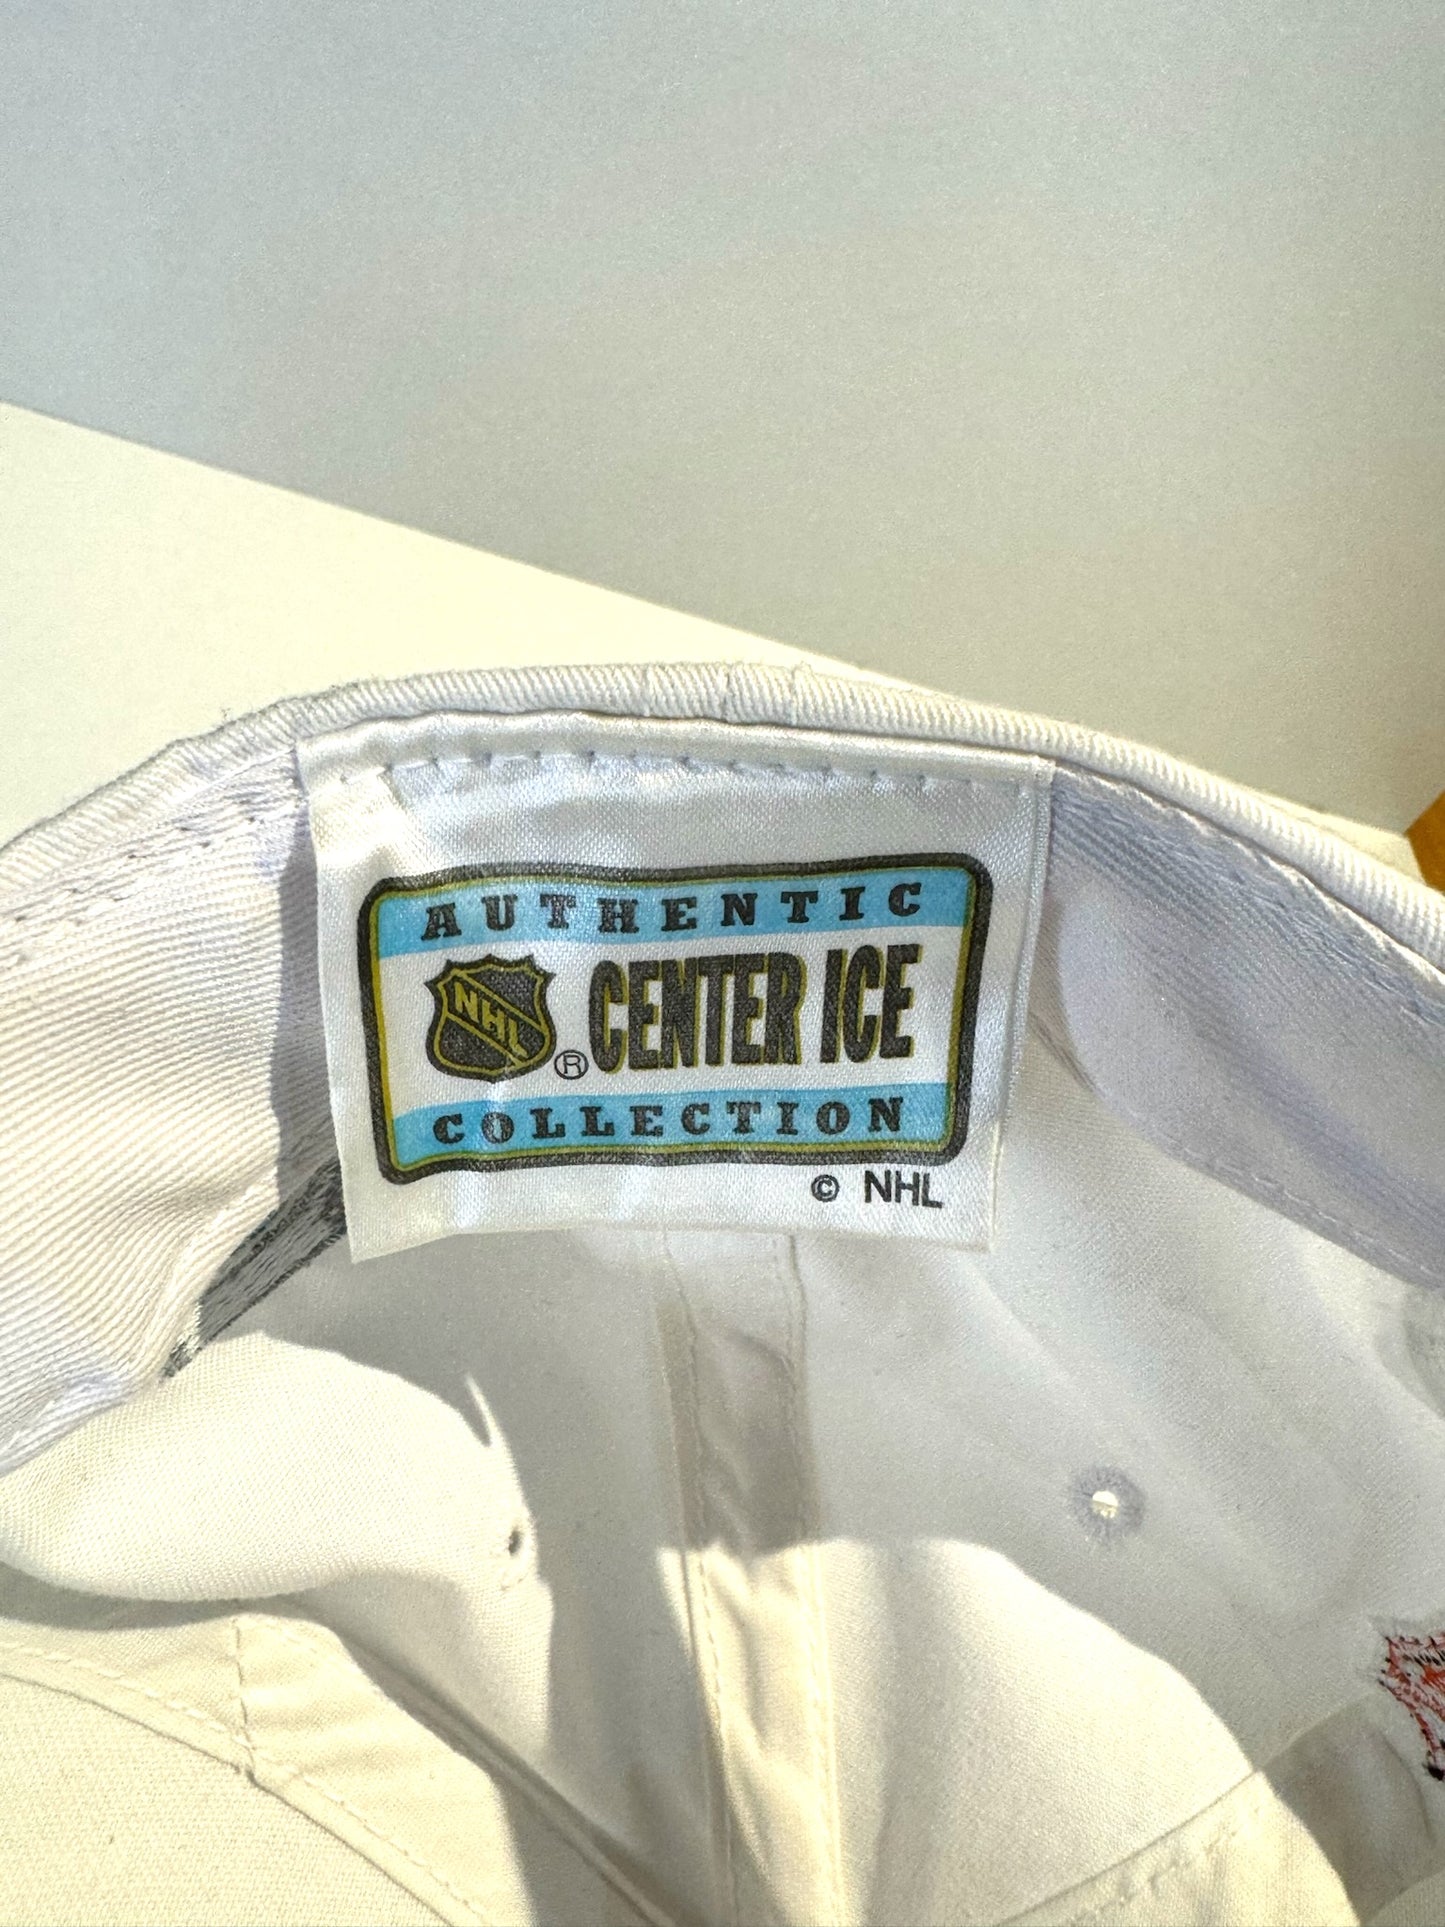 AUTHENTIC
NHL ® CENTER ICE
COLLECTION
© NHL